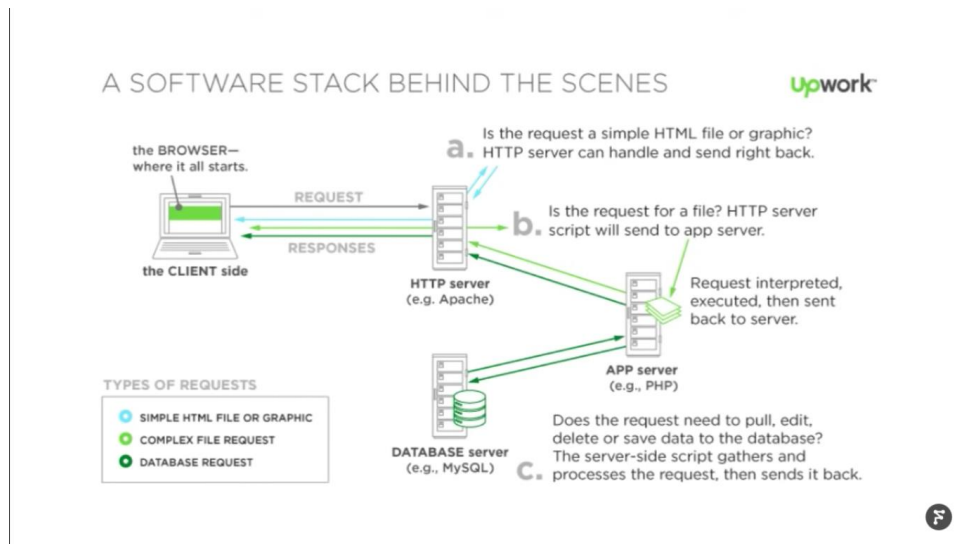 A SOFTWARE STACK BEHIND THE SCENES
Upwork™
the BROWSER—
where it all starts.
a. Is the request a simple HTML file or graphic?
HTTP server can handle and send right back.
REQUEST
RESPONSES
the CLIENT side
HTTP server
(e.g. Apache)
b. Is the request for a file? HTTP server
script will send to app server.
Request interpreted,
executed, then sent
back to server.
APP server
(e.g., PHP)
TYPES OF REQUESTS
SIMPLE HTML FILE OR GRAPHIC
COMPLEX FILE REQUEST
DATABASE REQUEST
DATABASE server
(e.g., MySQL)
c. Does the request need to pull, edit,
delete or save data to the database?
The server-side script gathers and
processes the request, then sends it back.